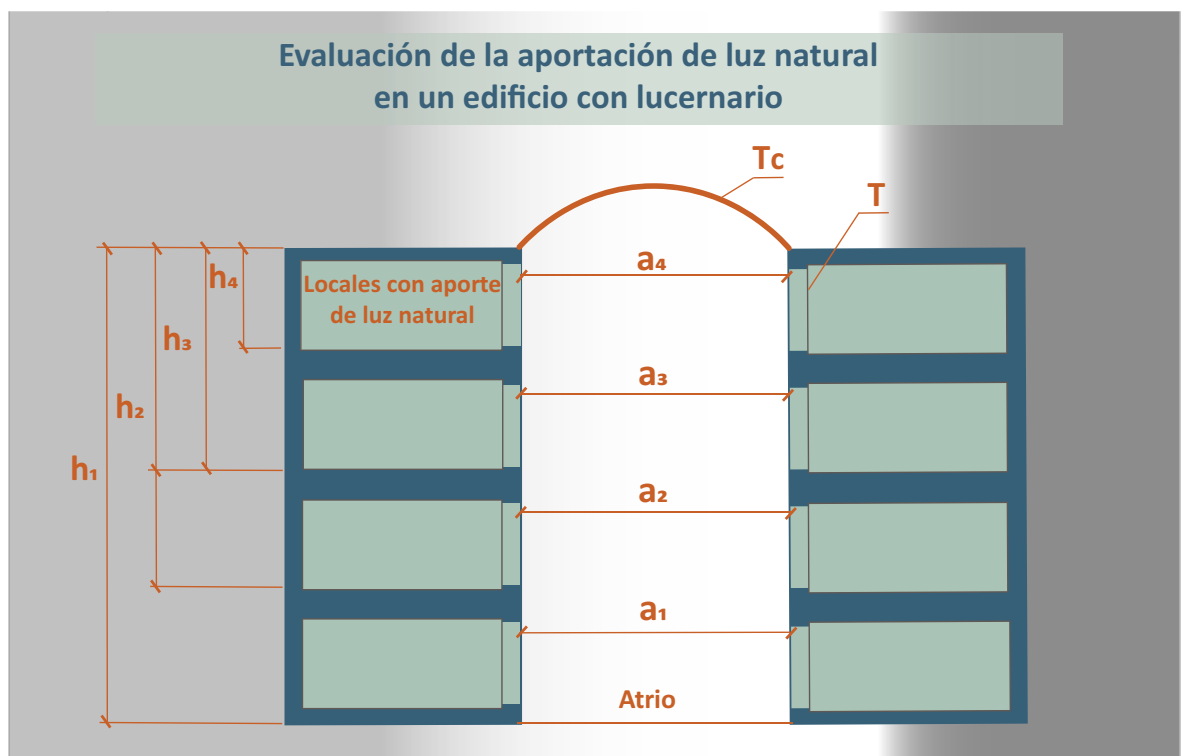 Evaluación de la aportación de luz natural
en un edificio con lucernario
Tc
T
a₄
h₄
Locales con aporte
de luz natural
h₃
a₃
h₂
h₁
a₂
a₁
Atrio